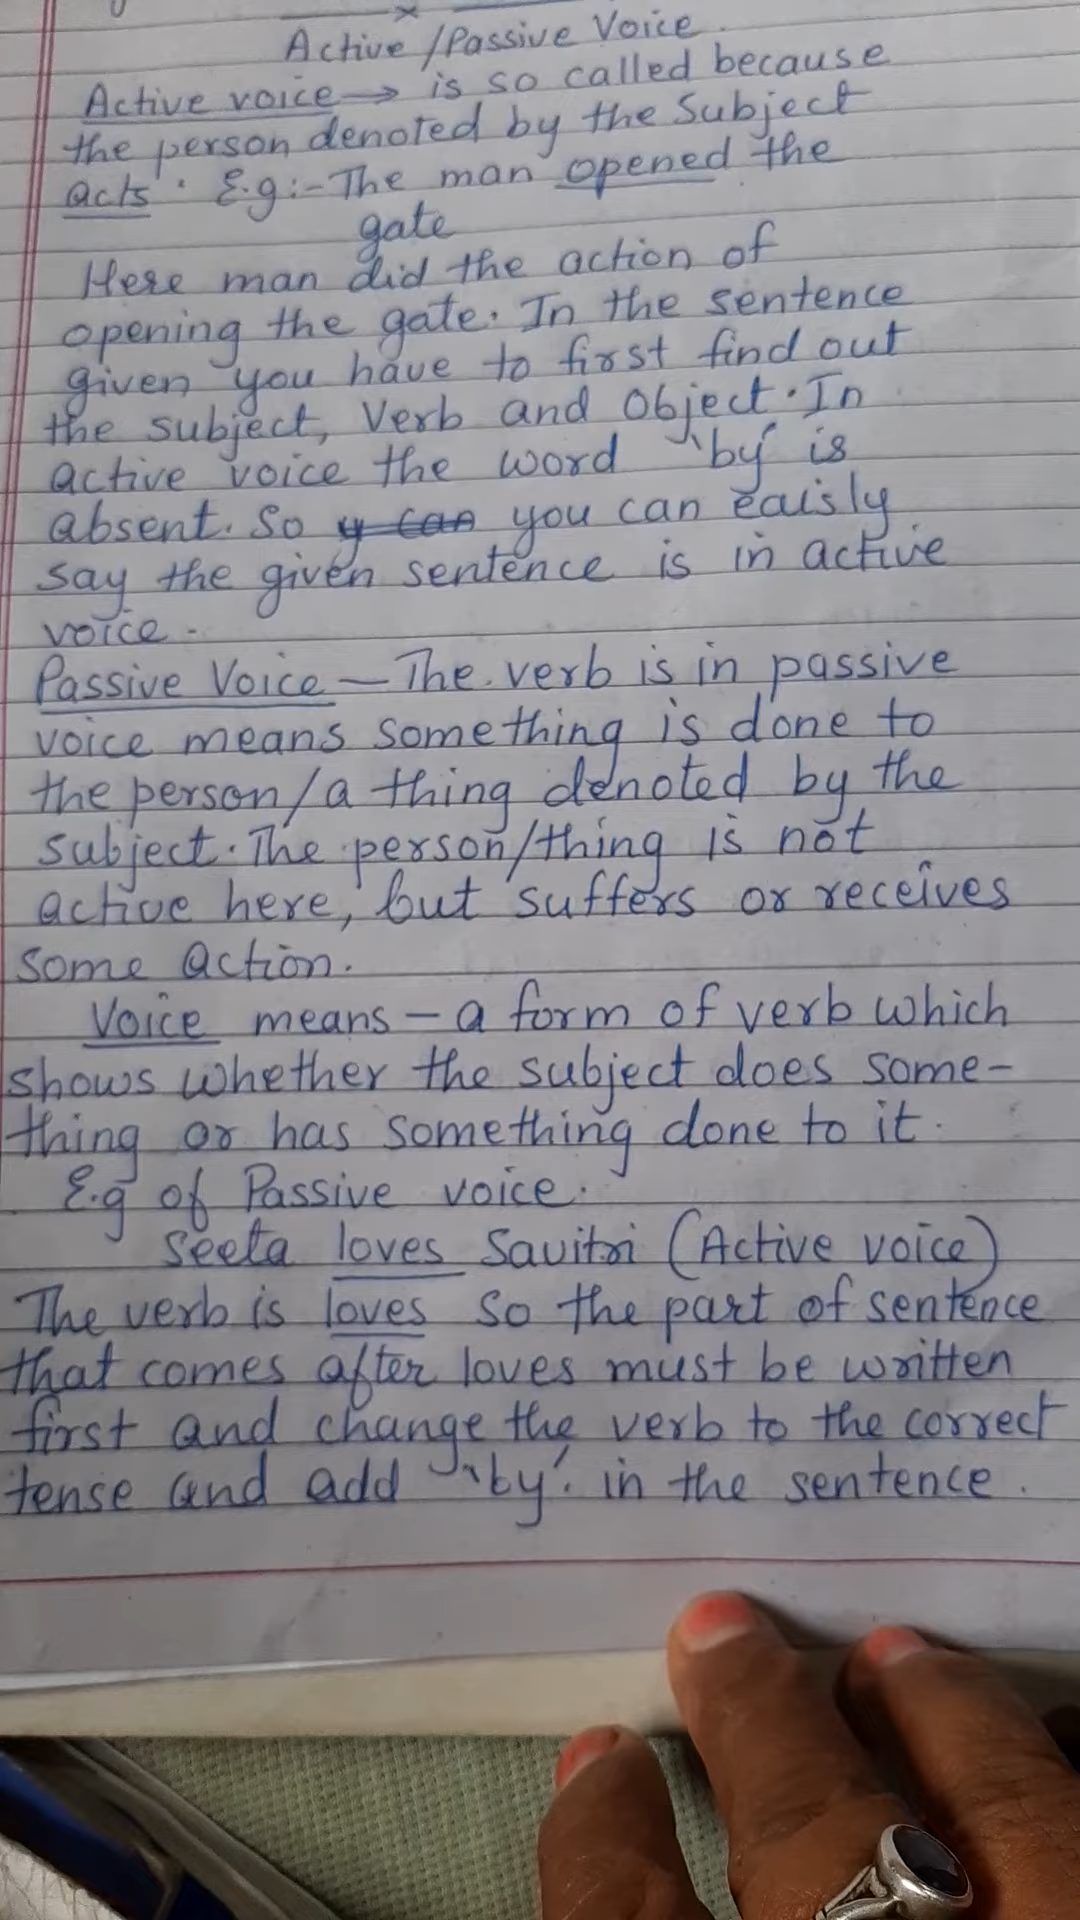 Active/Passive Voice.
Active voice → is so called because
the person denoted by the Subject
acts. E.g:- The man opened the
gate
Here man did the action of
opening the gate. In the sentence
given you have to first find out
the subject, Verb and Object. In
active voice the word 'by' is
absent. So y can you can eaisly
say the given sentence is in active
voice.
Passive Voice - The verb is in passive
voice means something is done to
the person/a thing denoted by the
subject. The person/thing is not
active here, but suffers or receives
some action.
Voice means - a form of verb which
shows whether the subject does some-
thing or has something done to it.
E.g of Passive voice.
Seeta loves Savitri (Active voice)
The verb is loves so the part of sentence
that comes after loves must be written
first and change the verb to the correct
tense and add 'by' in the sentence.